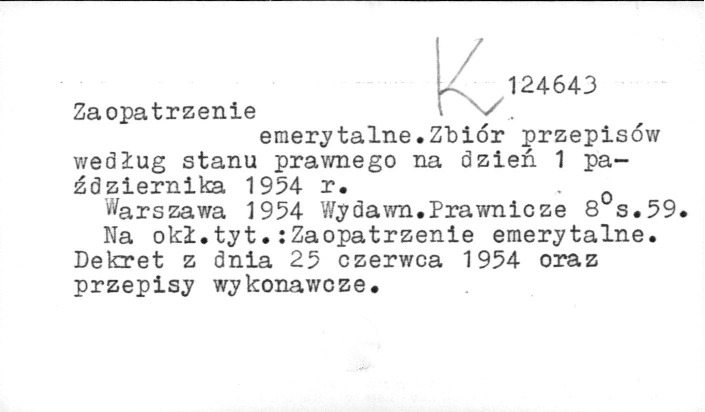 K 124643
Zaopatrzenie
emerytalne.Zbiór przepisów
według stanu prawnego na dzień 1 pa-
ździernika 1954 r.
Warszawa 1954 Wydawn.Prawnicze 8°s.59.
Na okł.tyt.:Zaopatrzenie emerytalne.
Dekret z dnia 25 czerwca 1954 oraz
przepisy wykonawcze.